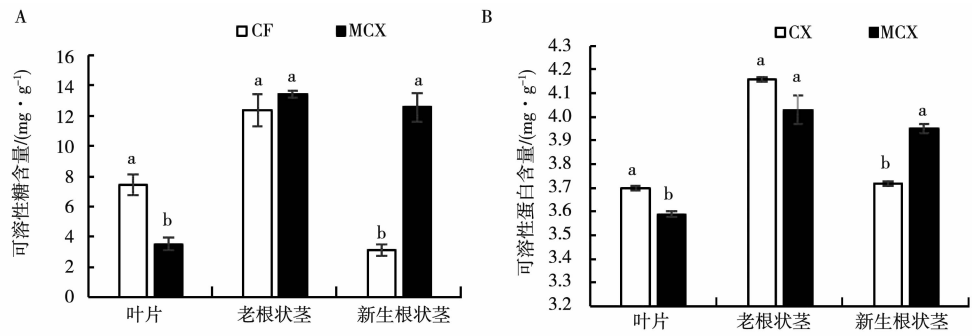 A
CF MCX
可溶性糖含量/(mg·g⁻¹)
16
14
12
10
8
6
4
2
0
a
b
a
a
b
a
叶片 老根状茎 新生根状茎
B
CX MCX
可溶性蛋白含量/(mg·g⁻¹)
4.3
4.2
4.1
4.0
3.9
3.8
3.7
3.6
3.5
3.4
3.3
3.2
a
b
a
a
b
a
叶片 老根状茎 新生根状茎